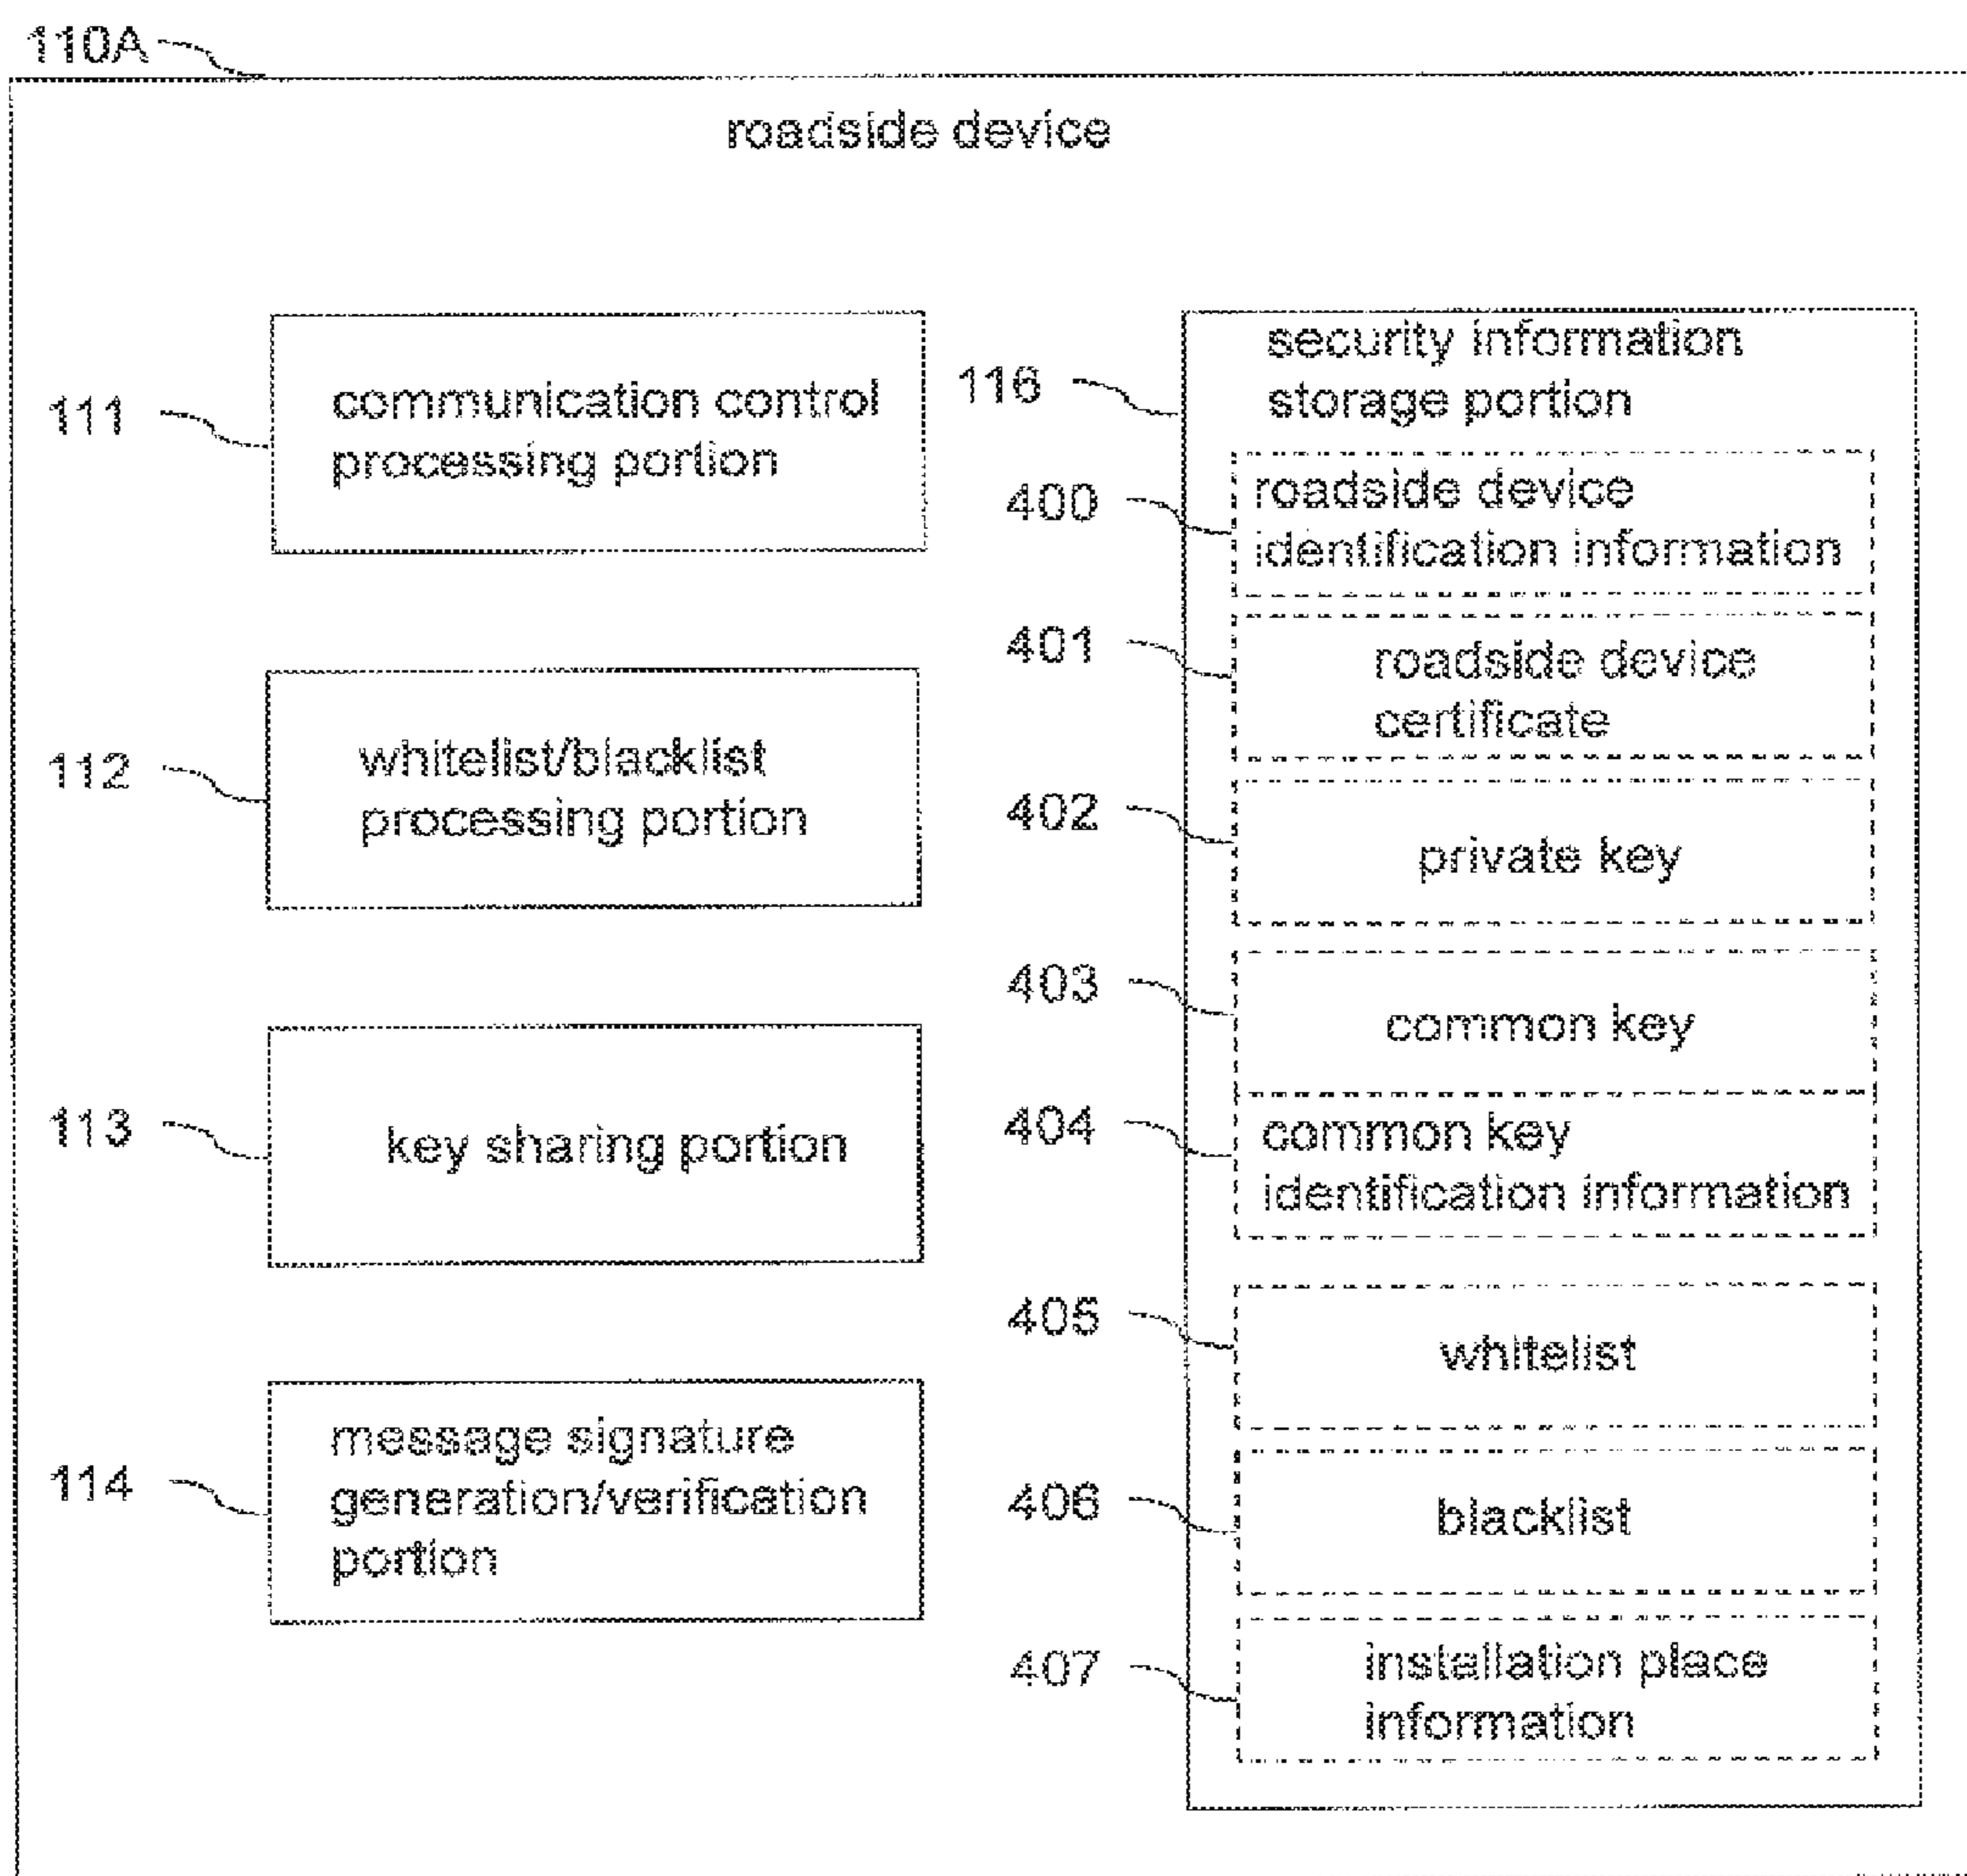 110A
roadside device
111
communication control
processing portion
112
whitelist/blacklist
processing portion
113
key sharing portion
114
message signature
generation/verification
portion
116
security information
storage portion
400
roadside device
identification information
401
roadside device
certificate
402
private key
403
common key
404
common key
identification information
405
whitelist
406
blacklist
407
installation place
information